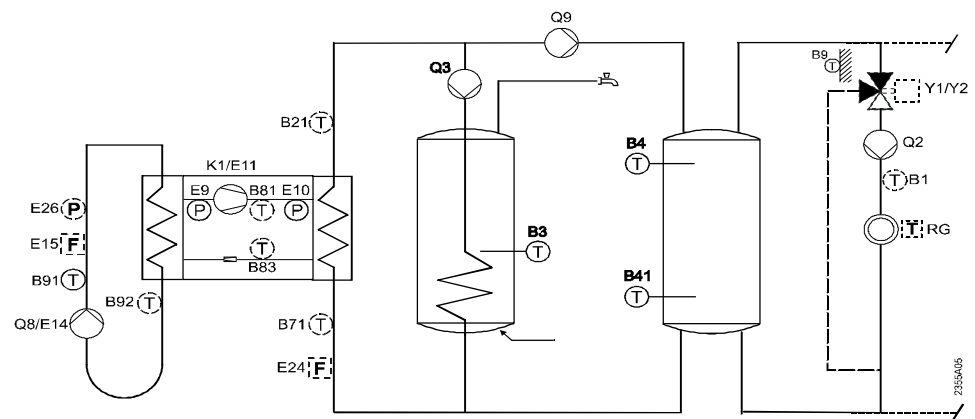 Q9
B9
T
Q3
Y1/Y2
B21 T
B4
T
Q2
K1/E11
E9 B81 E10
P T P
T B1
E26 P
E15 F
T
B83
B3
T
T RG
B91 T
B92 T
B41
T
Q8/E14
B71 T
E24 F
2355A05